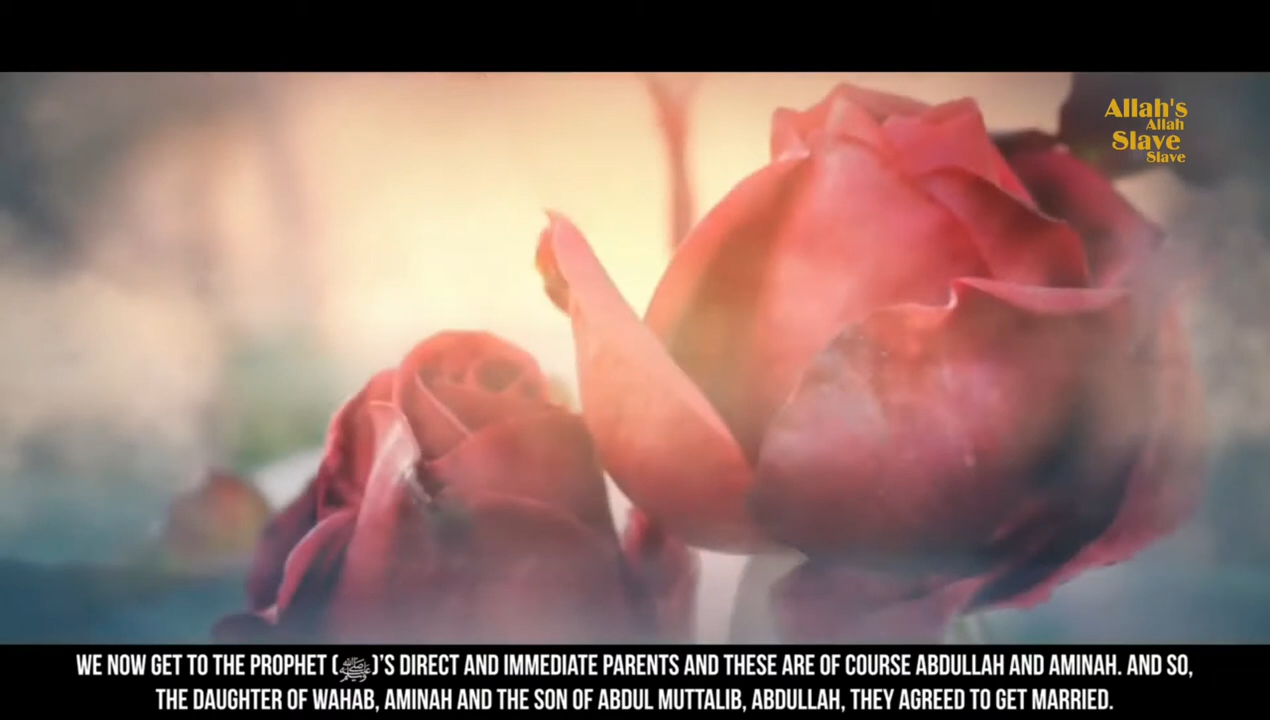 Allah's
Allah
Slave
Slave
WE NOW GET TO THE PROPHET (ﷺ)'S DIRECT AND IMMEDIATE PARENTS AND THESE ARE OF COURSE ABDULLAH AND AMINAH. AND SO,
THE DAUGHTER OF WAHAB, AMINAH AND THE SON OF ABDUL MUTTALIB, ABDULLAH, THEY AGREED TO GET MARRIED.